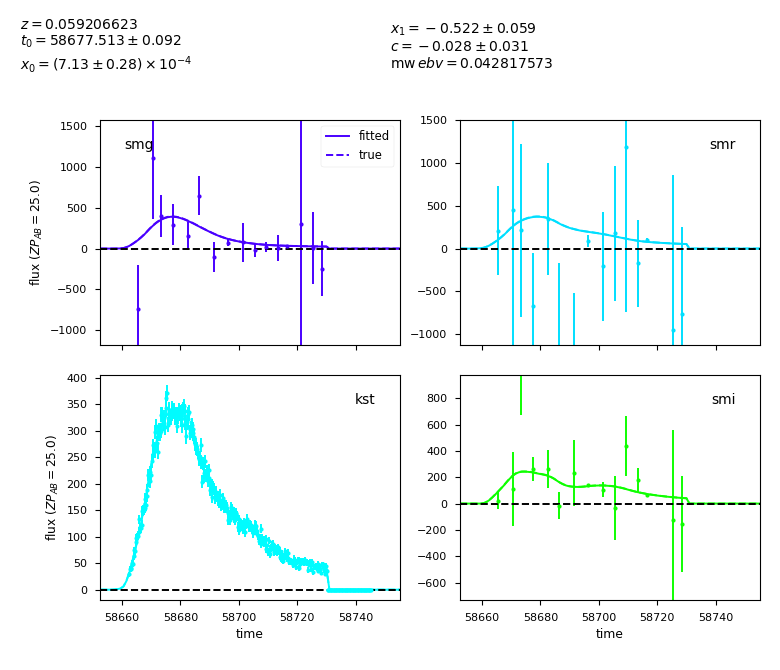 z = 0.059206623
t₀ = 58677.513 ± 0.092
x₀ = (7.13 ± 0.28) × 10⁻⁴
x₁ = −0.522 ± 0.059
c = −0.028 ± 0.031
mw ebv = 0.042817573
smg
fitted
true
1500
1000
500
0
−500
−1000
flux (ZP_AB = 25.0)
smr
1500
1000
500
0
−500
−1000
kst
400
350
300
250
200
150
100
50
0
flux (ZP_AB = 25.0)
58660 58680 58700 58720 58740
time
smi
800
600
400
200
0
−200
−400
−600
58660 58680 58700 58720 58740
time